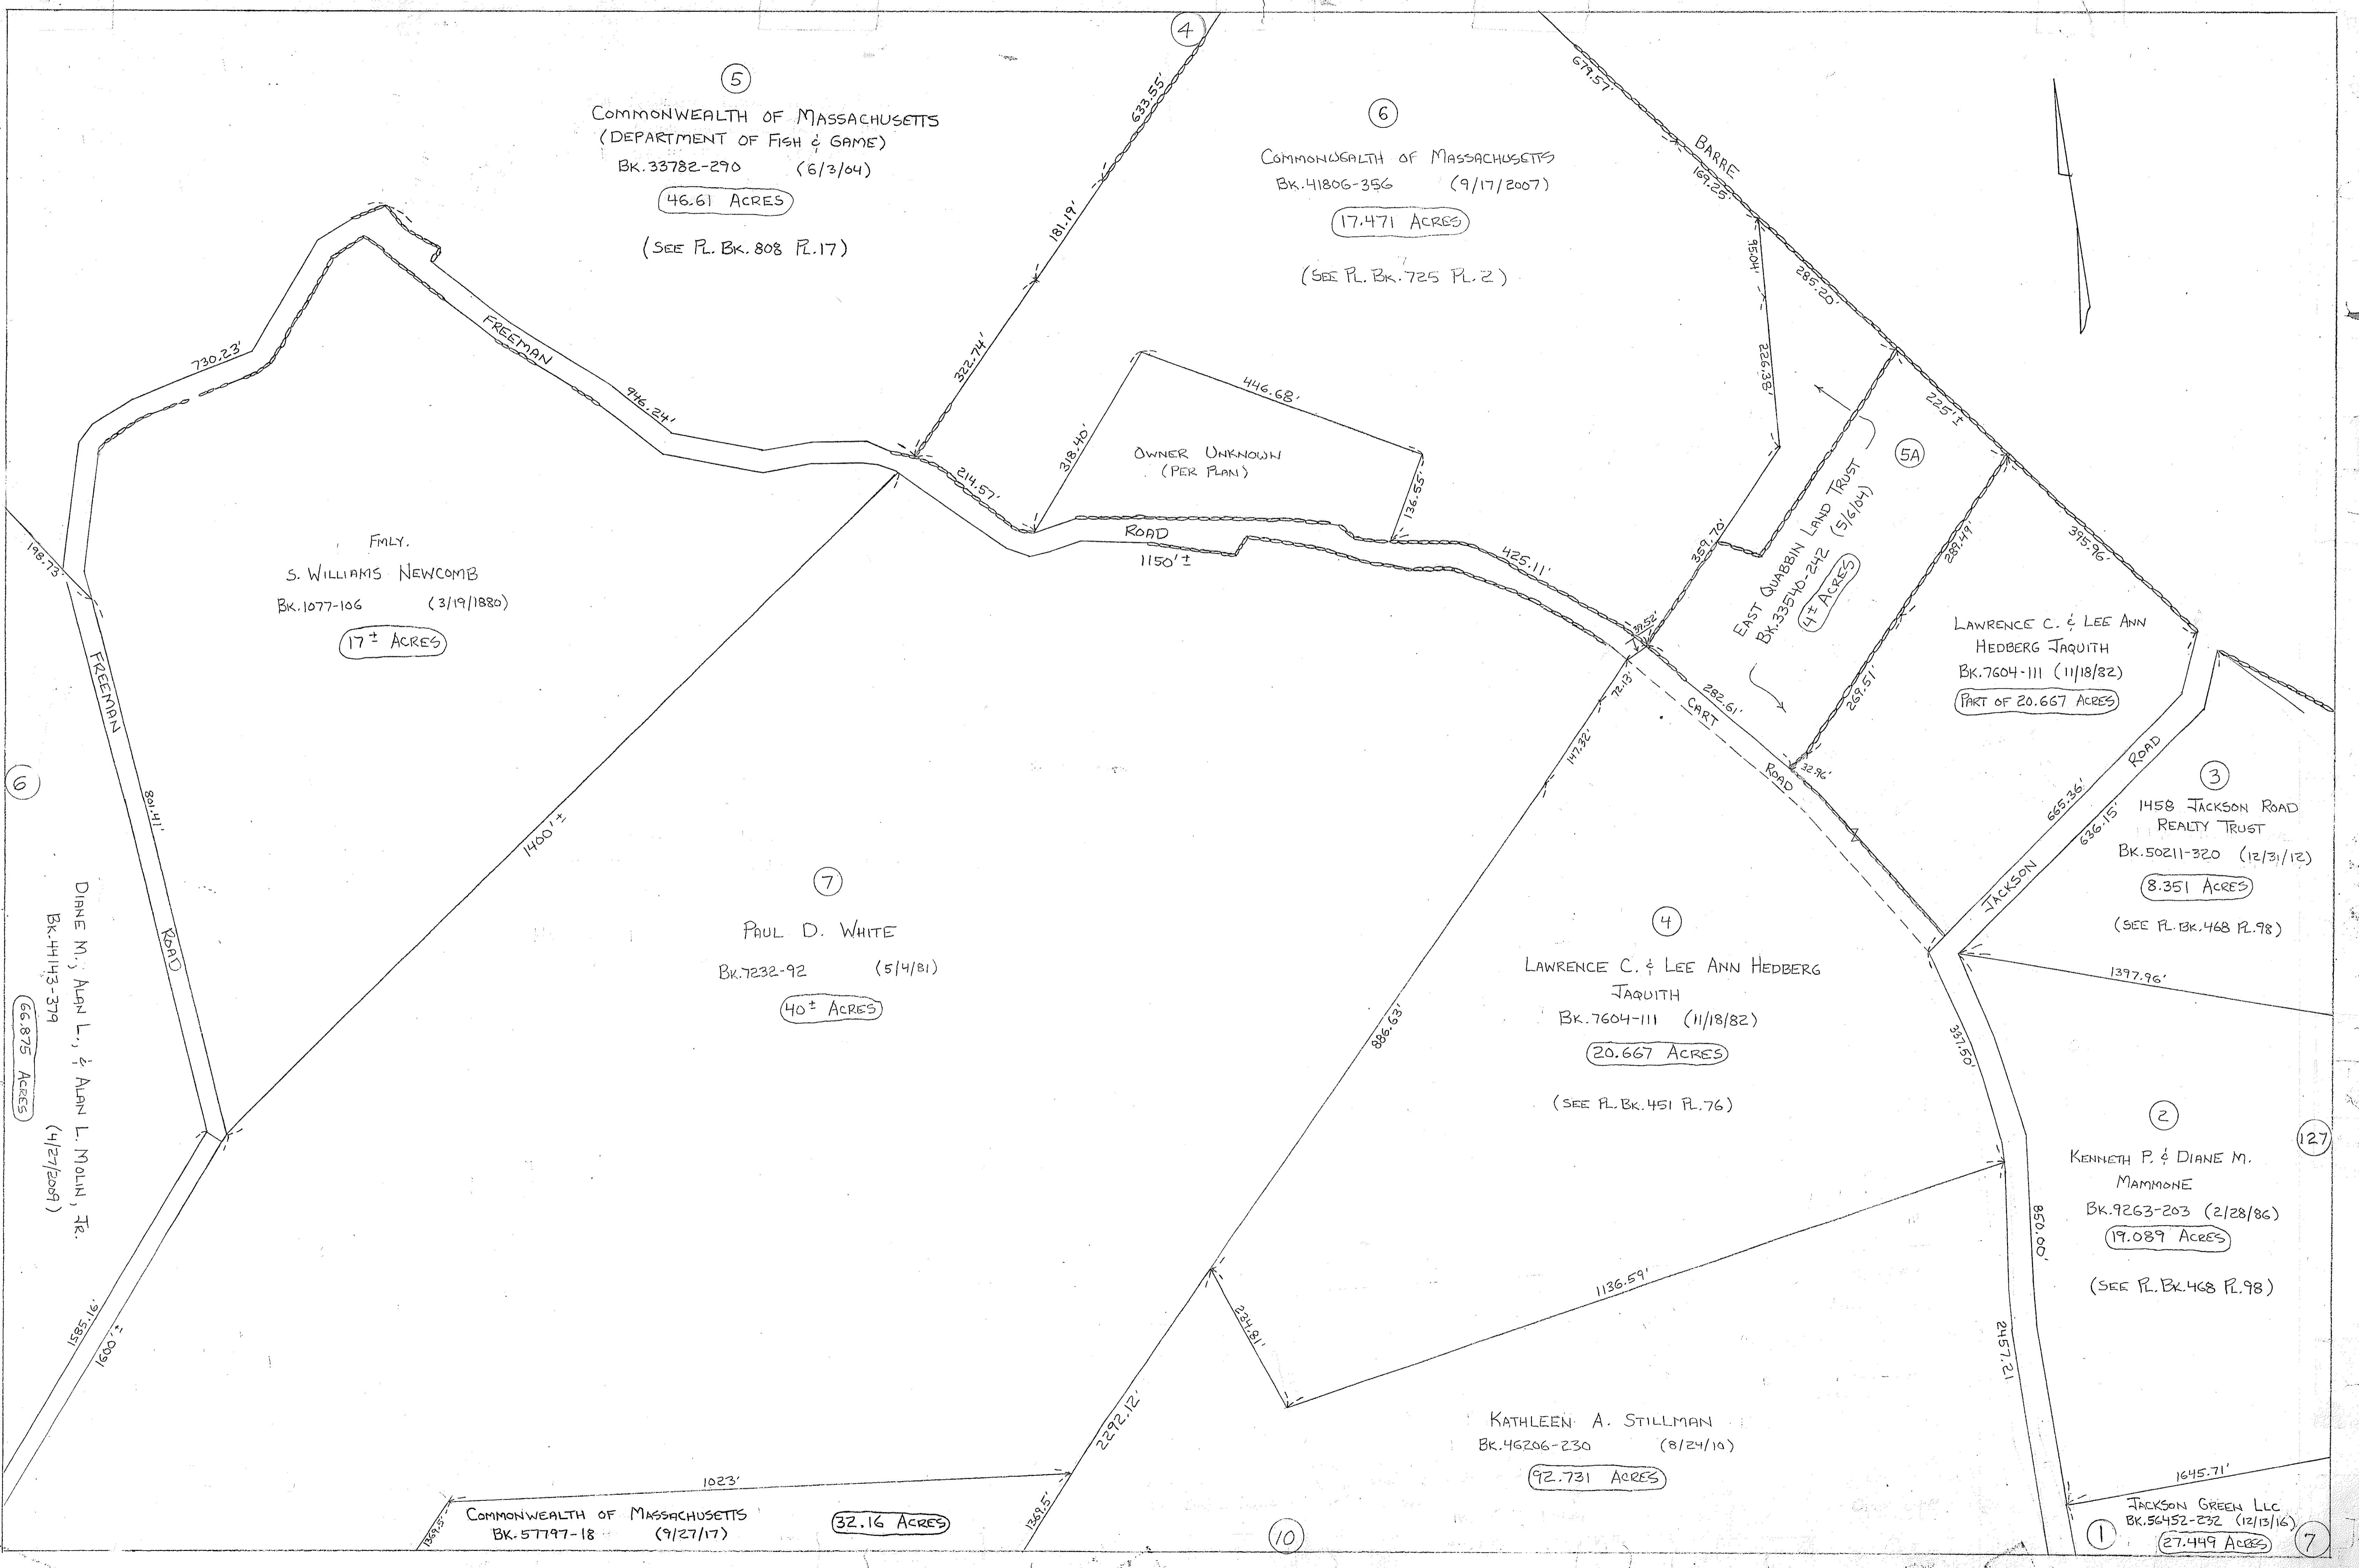 4
5
COMMONWEALTH OF MASSACHUSETTS
(DEPARTMENT OF FISH & GAME)
BK.33782-290 (6/3/04)
46.61 ACRES
(SEE PL. BK. 808 PL.17)
633.55'
181.19'
322.74'
6
COMMONWEALTH OF MASSACHUSETTS
BK.41806-356 (9/17/2007)
17.471 ACRES
(SEE PL. BK. 725 PL. 2)
679.57'
BARRE
169.25'
95.04'
285.20'
226.38'
225'±
395.96'
730.23'
FREEMAN
946.24'
214.57'
318.40'
446.68'
136.55'
OWNER UNKNOWN
(PER PLAN)
ROAD
1150'±
425.11'
359.70'
39.52'
5A
EAST QUABBIN LAND TRUST
BK.33540-242 (5/6/04)
4± ACRES
289.49'
269.51'
LAWRENCE C. & LEE ANN
HEDBERG JAQUITH
BK.7604-111 (11/18/82)
PART OF 20.667 ACRES
198.73'
FMLY.
S. WILLIAMS NEWCOMB
BK.1077-106 (3/19/1880)
17± ACRES
FREEMAN
801.41'
ROAD
1400'±
72.13'
147.32'
282.61'
CART
ROAD
32.96'
665.36'
636.15'
JACKSON
ROAD
3
1458 JACKSON ROAD
REALTY TRUST
BK.50211-320 (12/31/12)
8.351 ACRES
(SEE PL. BK.468 PL.98)
1397.96'
6
DIANE M., ALAN L., & ALAN L. MOLIN, JR.
BK.44143-379 (4/27/2009)
66.875 ACRES
7
PAUL D. WHITE
BK.7232-92 (5/4/81)
40± ACRES
886.63'
4
LAWRENCE C. & LEE ANN HEDBERG
JAQUITH
BK.7604-111 (11/18/82)
20.667 ACRES
(SEE PL. BK.451 PL.76)
337.50'
2
KENNETH P. & DIANE M.
MAMMONE
BK.9263-203 (2/28/86)
19.089 ACRES
(SEE PL. BK.468 PL.98)
127
850.00'
2457.21
1136.59'
234.81'
1585.16'
1600'±
2292.12'
KATHLEEN A. STILLMAN
BK.46206-230 (8/24/10)
92.731 ACRES
1023'
1369.5'
COMMONWEALTH OF MASSACHUSETTS
BK.57797-18 (9/27/17)
32.16 ACRES
1369.5'
10
1645.71'
JACKSON GREEN LLC
BK.56452-232 (12/13/16)
27.449 ACRES
1
7